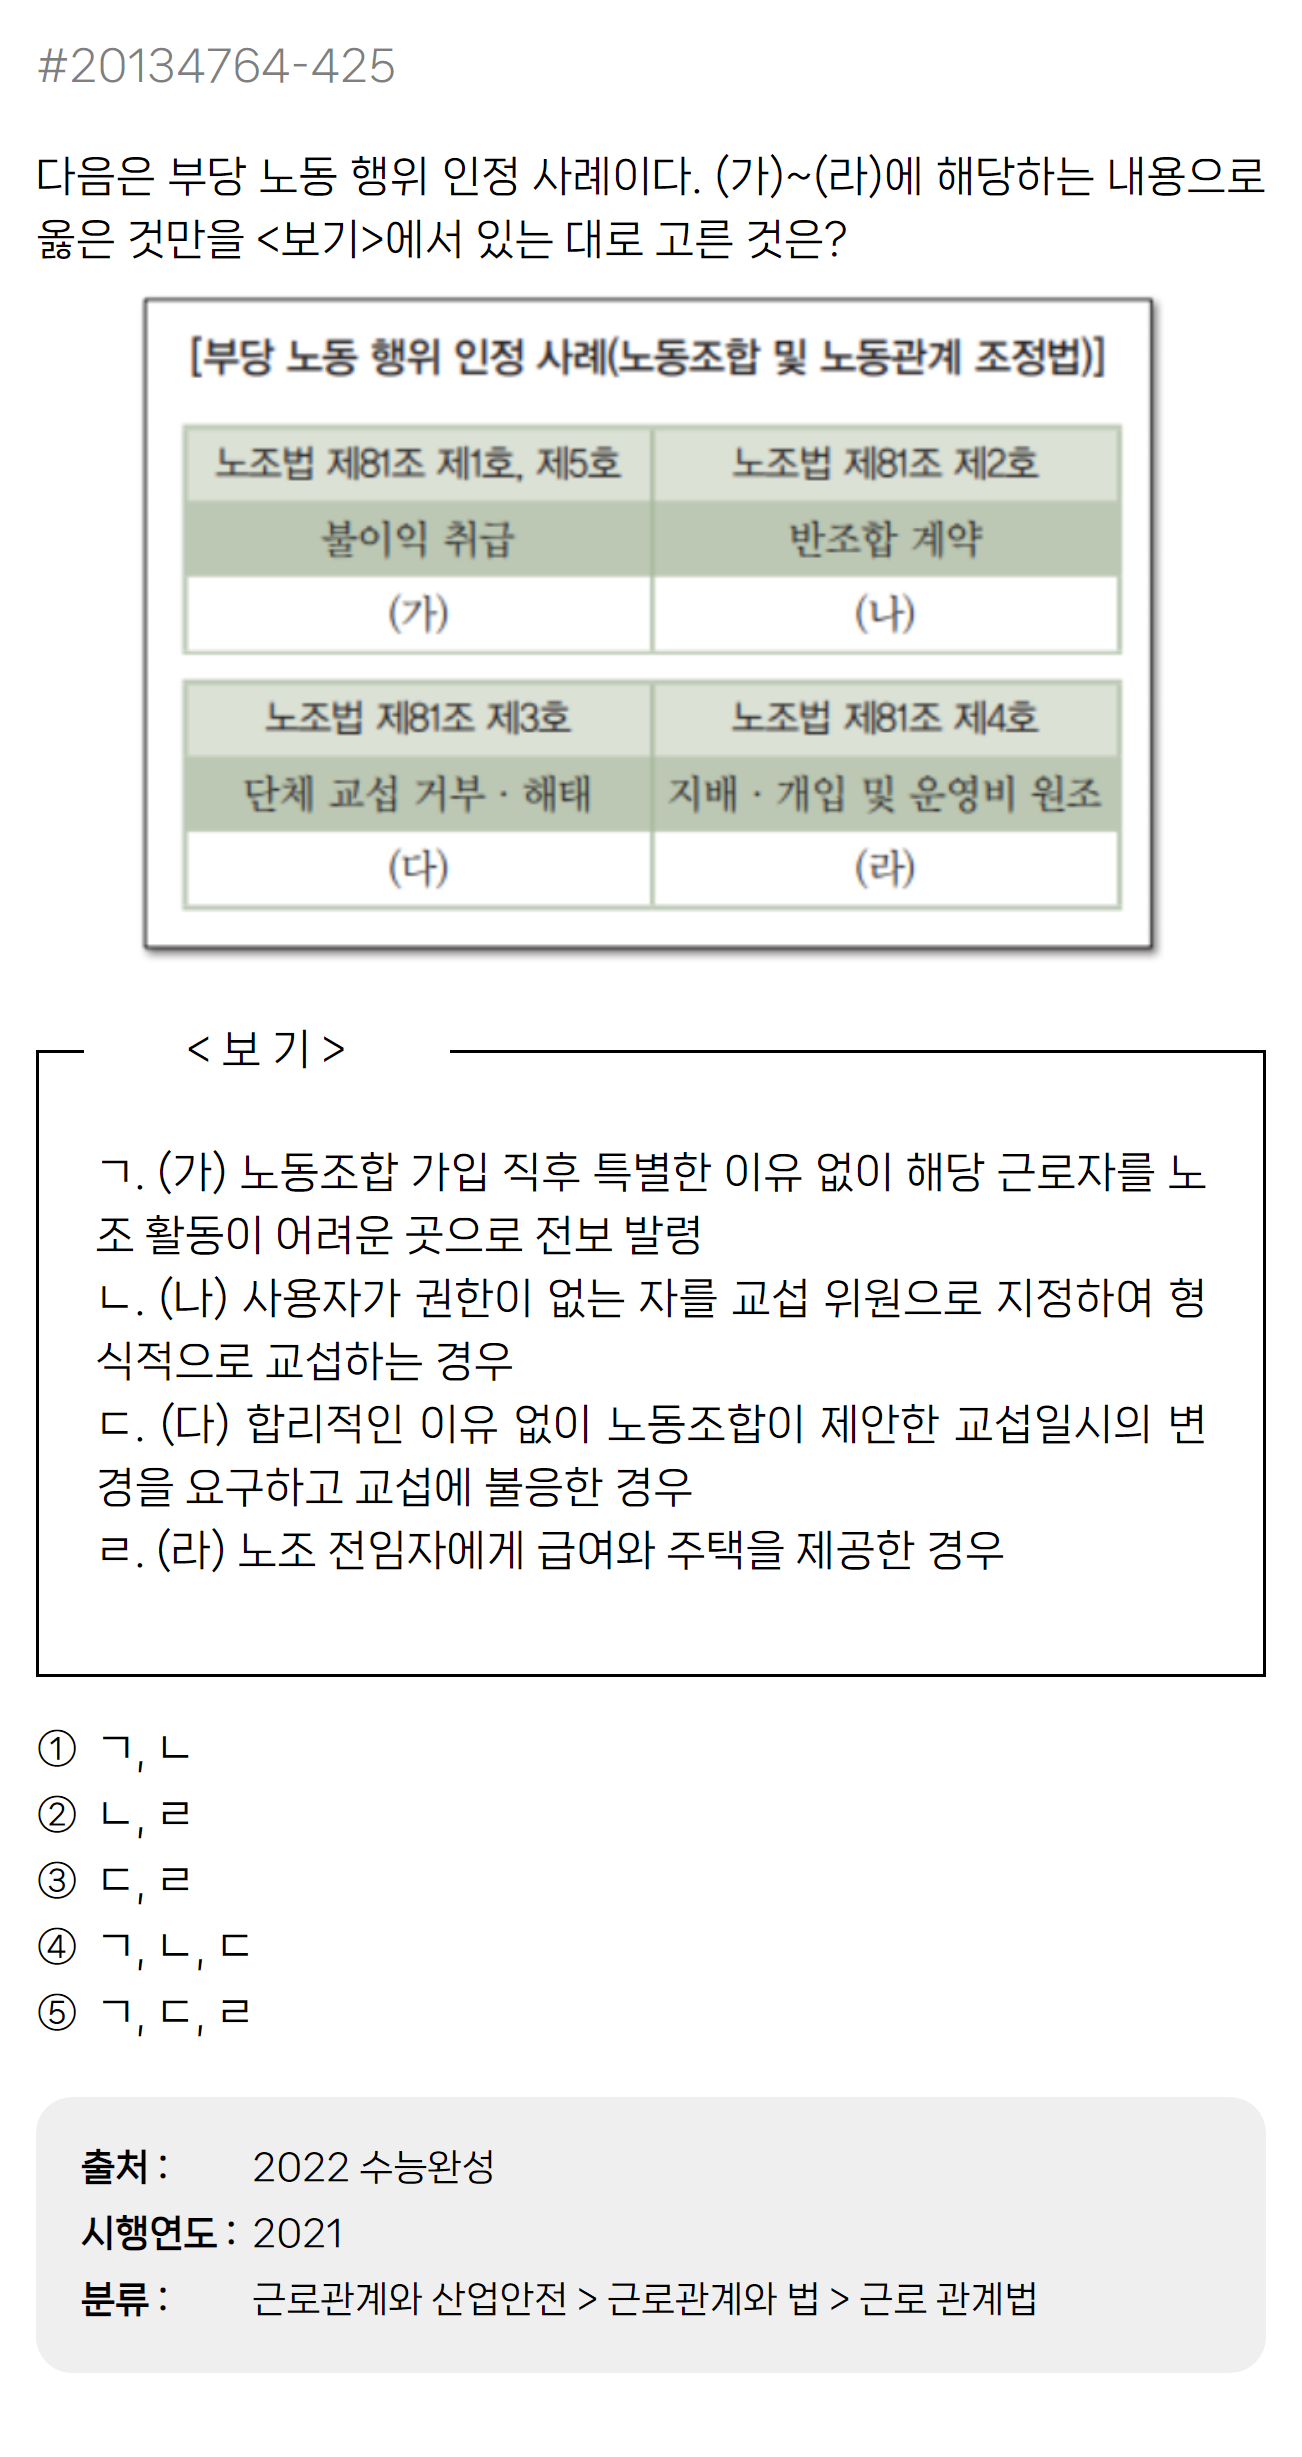 #20134764-425
다음은 부당 노동 행위 인정 사례이다. (가)~(라)에 해당하는 내용으로
옳은 것만을 <보기>에서 있는 대로 고른 것은?
[부당 노동 행위 인정 사례(노동조합 및 노동관계 조정법)]
노조법 제81조 제1호, 제5호
노조법 제81조 제2호
불이익 취급
반조합 계약
(가)
(나)
노조법 제81조 제3호
노조법 제81조 제4호
단체 교섭 거부 · 해태
지배 · 개입 및 운영비 원조
(다)
(라)
< 보 기 >
ㄱ. (가) 노동조합 가입 직후 특별한 이유 없이 해당 근로자를 노
조 활동이 어려운 곳으로 전보 발령
ㄴ. (나) 사용자가 권한이 없는 자를 교섭 위원으로 지정하여 형
식적으로 교섭하는 경우
ㄷ. (다) 합리적인 이유 없이 노동조합이 제안한 교섭일시의 변
경을 요구하고 교섭에 불응한 경우
ㄹ. (라) 노조 전임자에게 급여와 주택을 제공한 경우
① ㄱ, ㄴ
② ㄴ, ㄹ
③ ㄷ, ㄹ
④ ㄱ, ㄴ, ㄷ
⑤ ㄱ, ㄷ, ㄹ
출처 : 2022 수능완성
시행연도 : 2021
분류 : 근로관계와 산업안전 > 근로관계와 법 > 근로 관계법